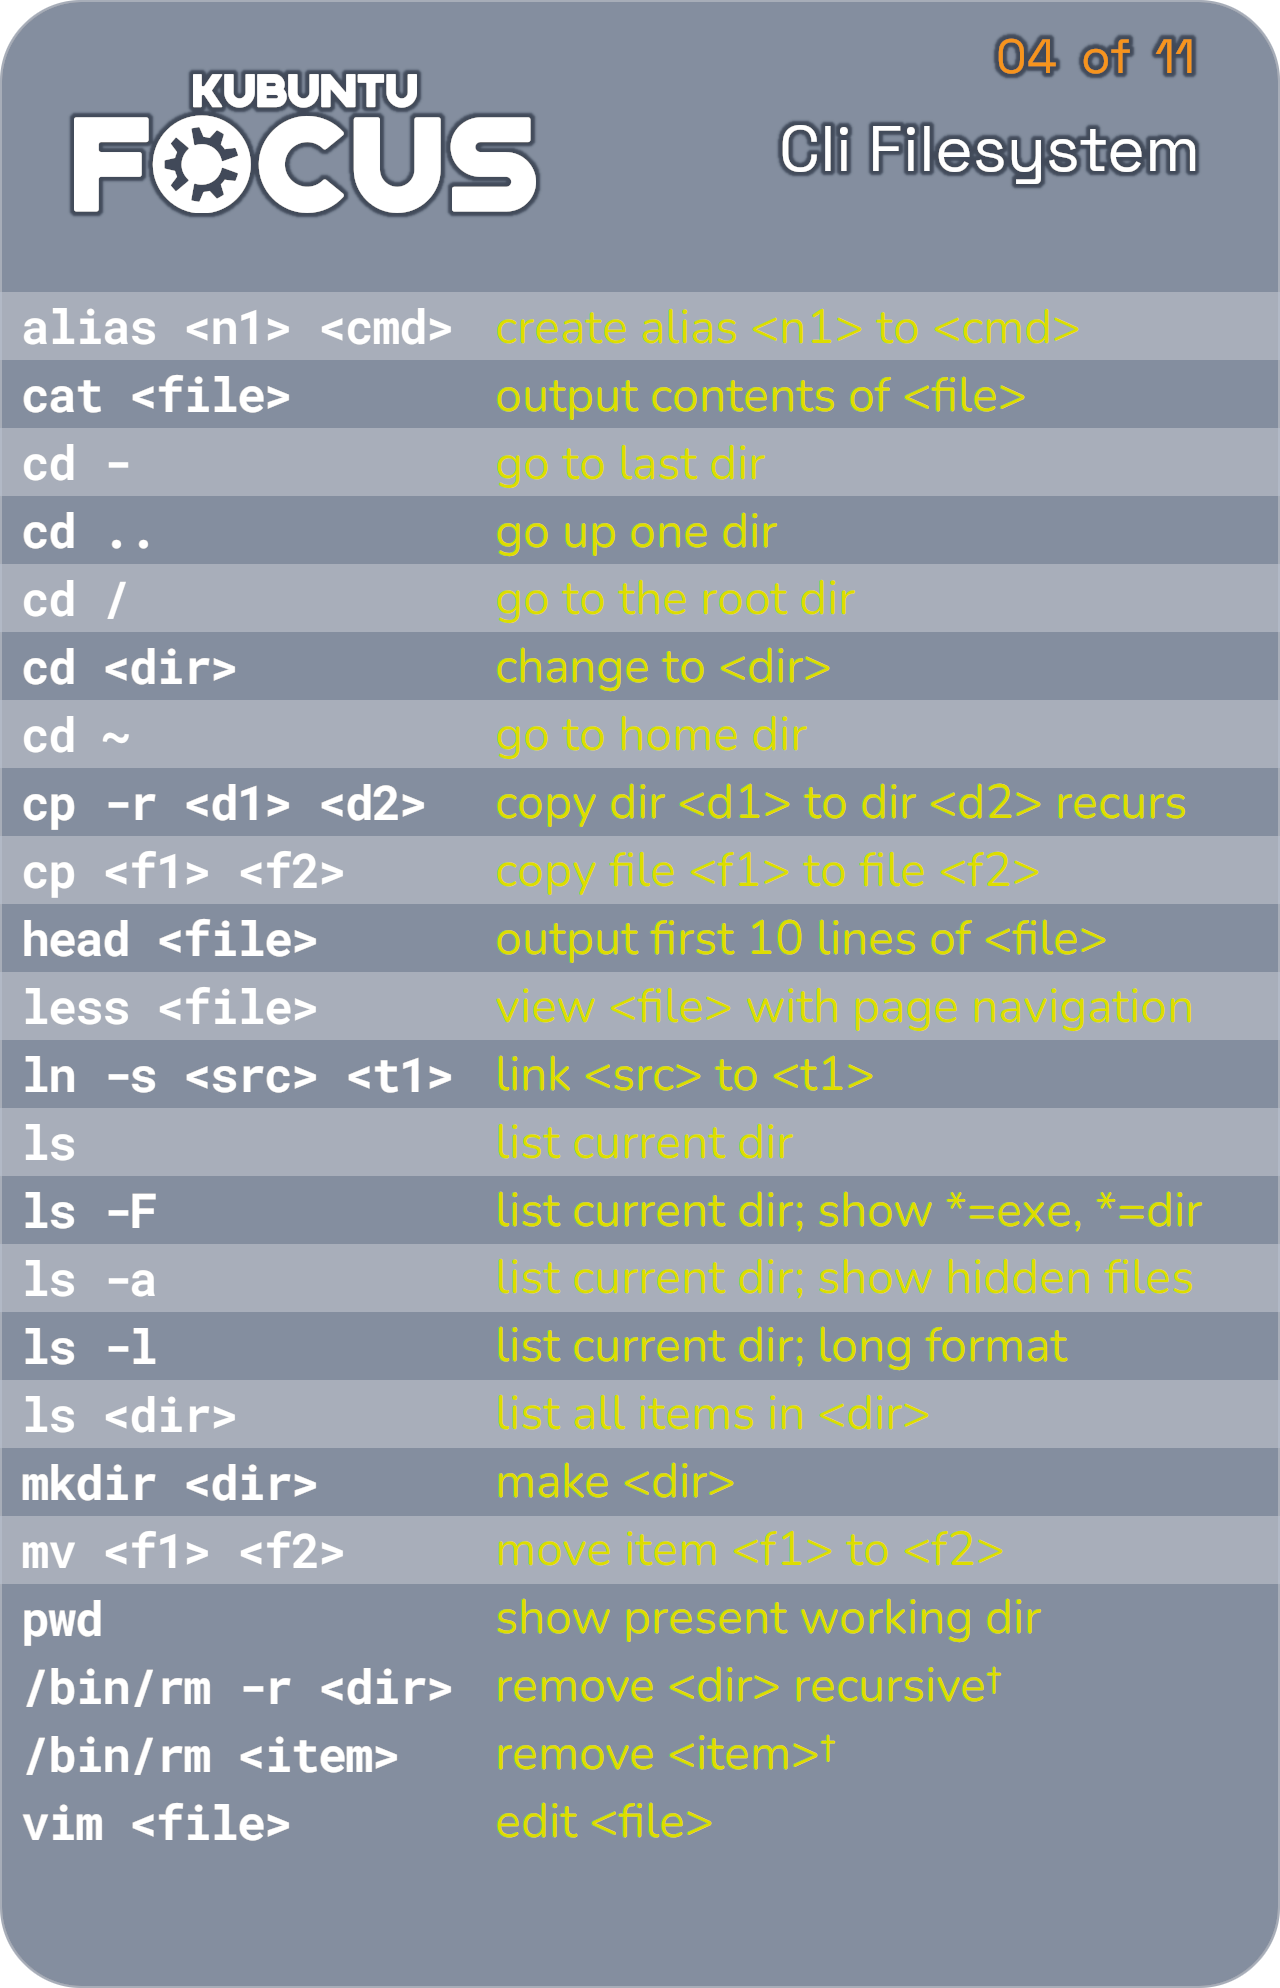 04 of 11
KUBUNTU
FOCUS
Cli Filesystem
alias <n1> <cmd> create alias <n1> to <cmd>
cat <file> output contents of <file>
cd - go to last dir
cd .. go up one dir
cd / go to the root dir
cd <dir> change to <dir>
cd ~ go to home dir
cp -r <d1> <d2> copy dir <d1> to dir <d2> recurs
cp <f1> <f2> copy file <f1> to file <f2>
head <file> output first 10 lines of <file>
less <file> view <file> with page navigation
ln -s <src> <t1> link <src> to <t1>
ls list current dir
ls -F list current dir; show *=exe, *=dir
ls -a list current dir; show hidden files
ls -l list current dir; long format
ls <dir> list all items in <dir>
mkdir <dir> make <dir>
mv <f1> <f2> move item <f1> to <f2>
pwd show present working dir
/bin/rm -r <dir> remove <dir> recursive†
/bin/rm <item> remove <item>†
vim <file> edit <file>